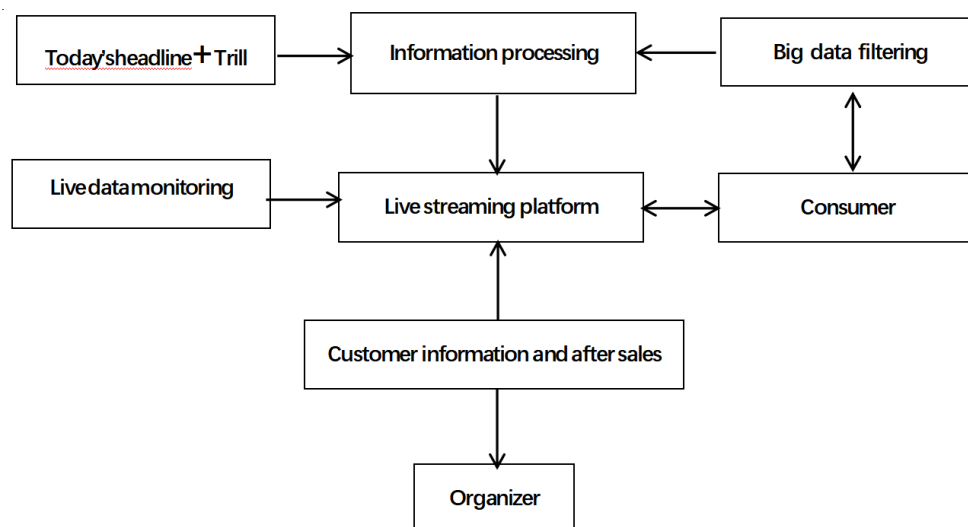 Today'sheadline+Trill
Information processing
Big data filtering
Live data monitoring
Live streaming platform
Consumer
Customer information and after sales
Organizer